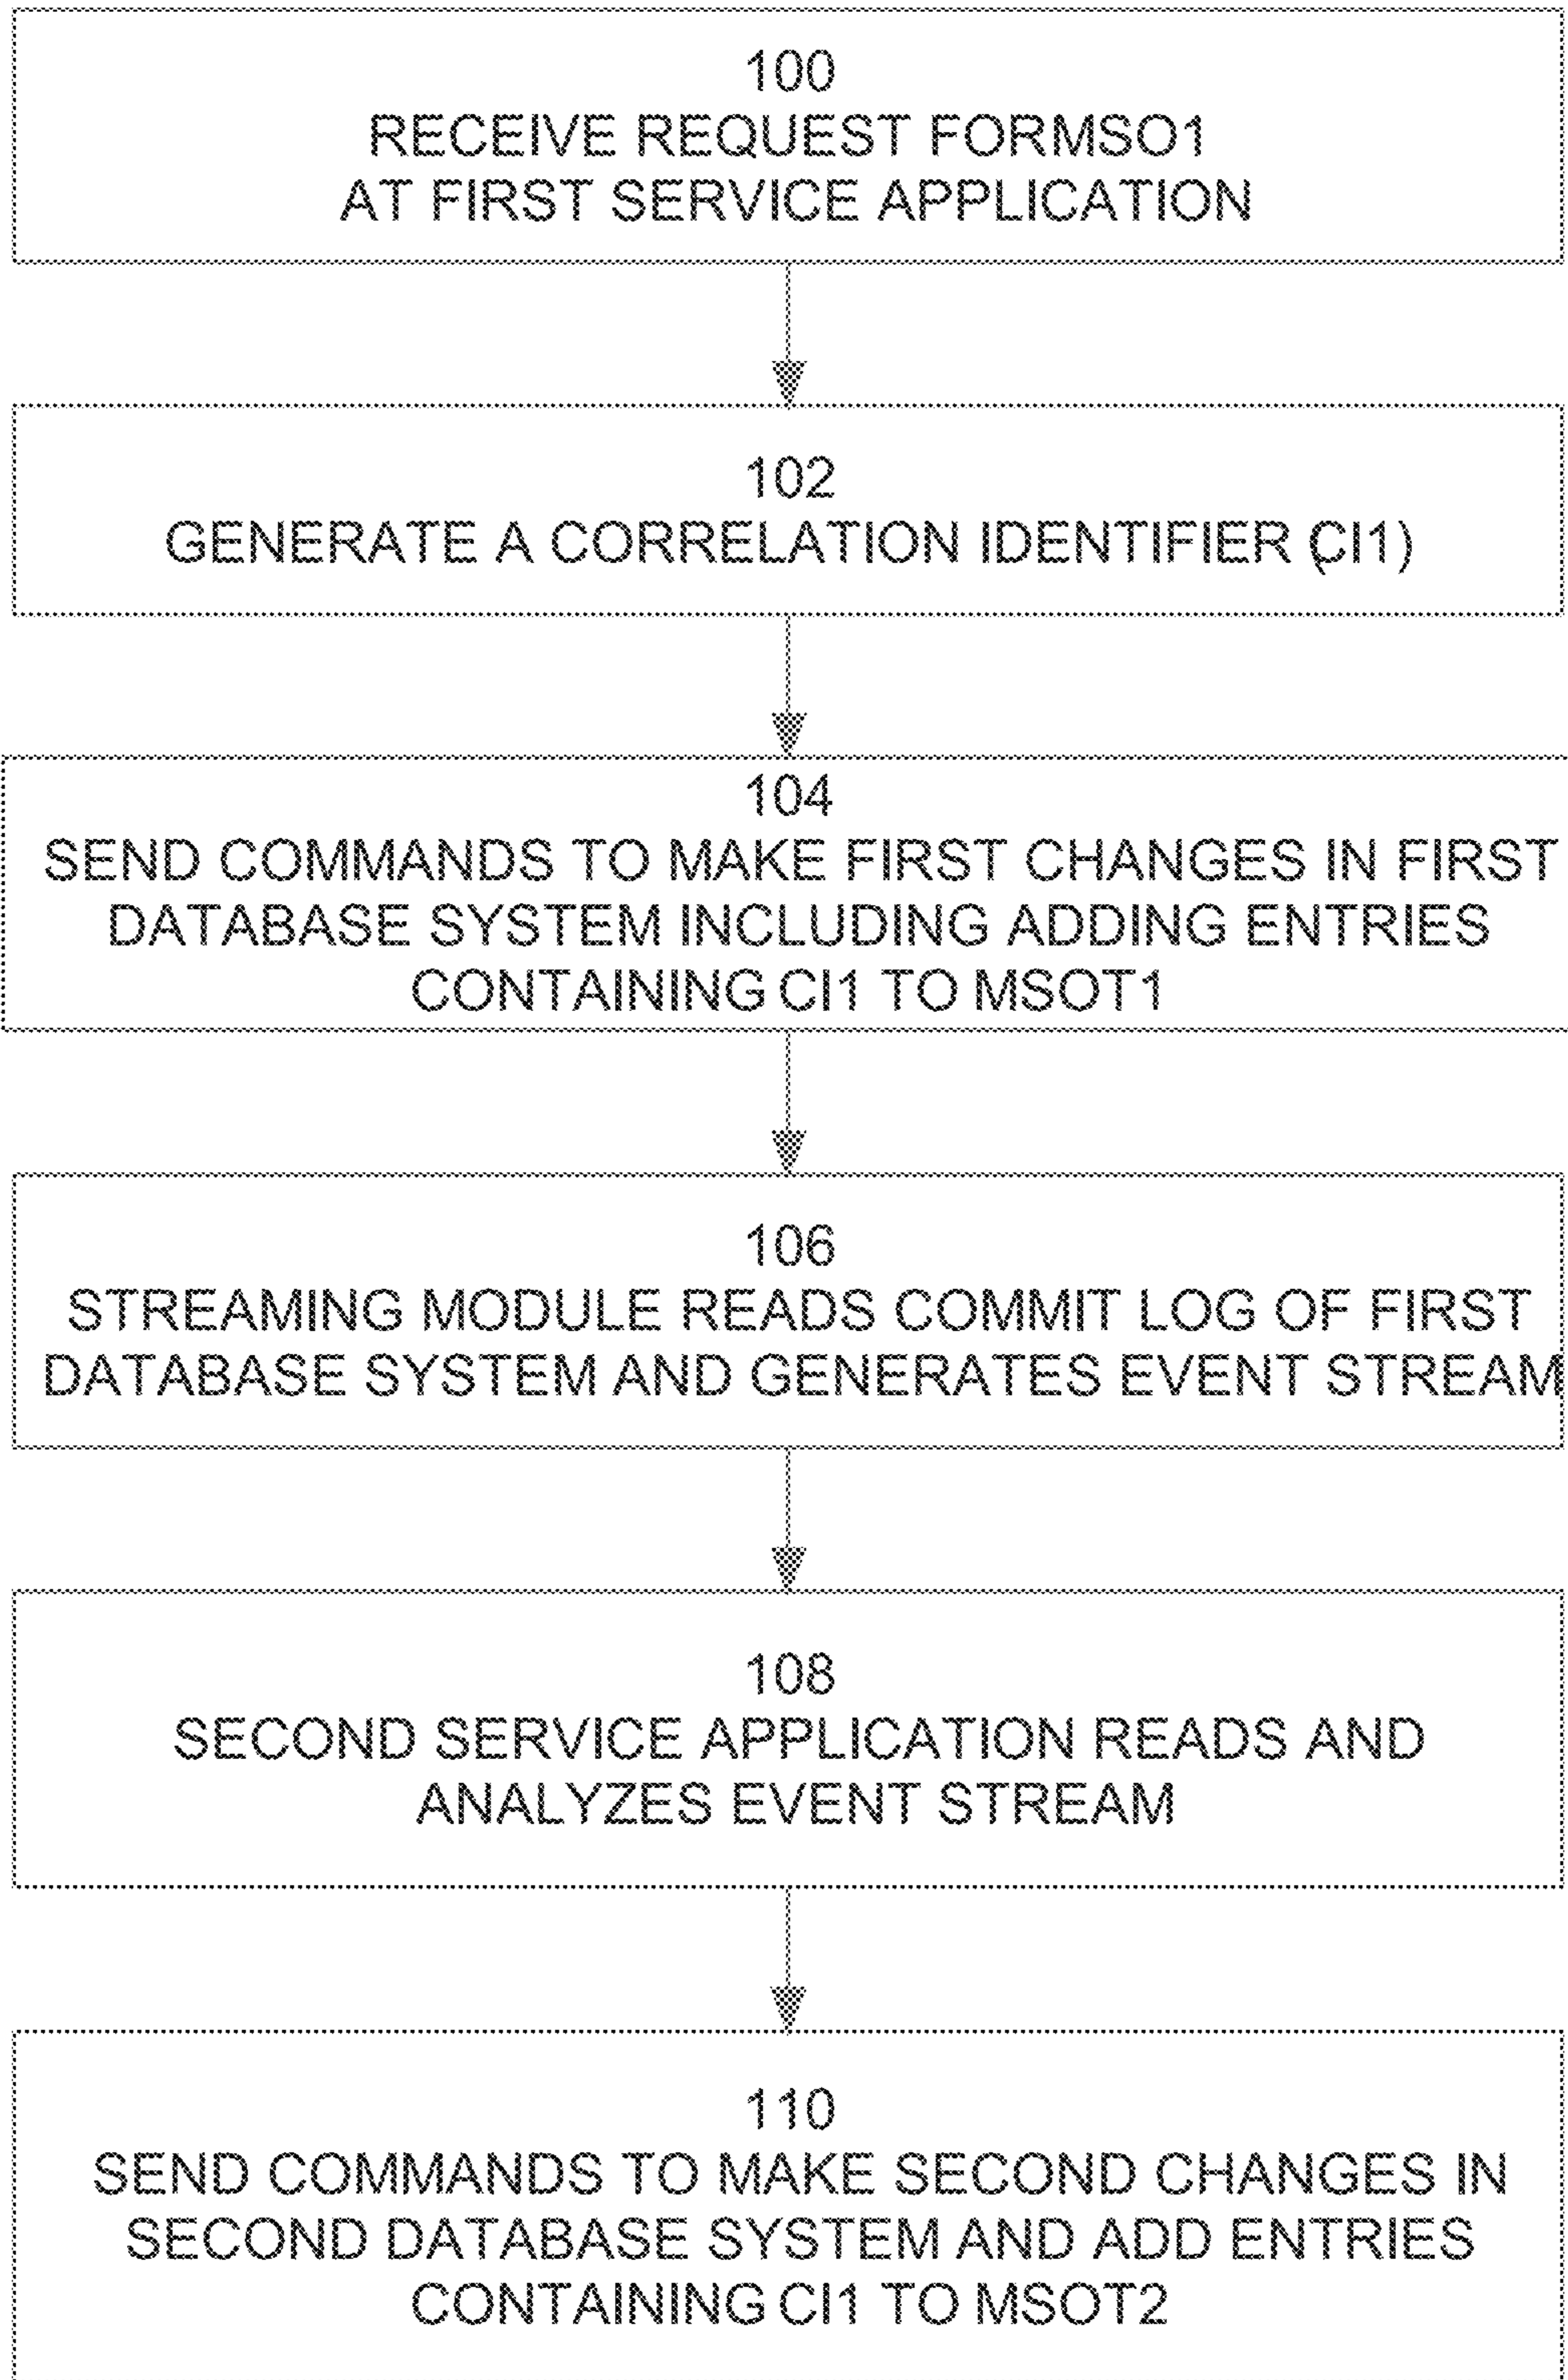 100
RECEIVE REQUEST FORMSO1
AT FIRST SERVICE APPLICATION
102
GENERATE A CORRELATION IDENTIFIER (CI1)
104
SEND COMMANDS TO MAKE FIRST CHANGES IN FIRST
DATABASE SYSTEM INCLUDING ADDING ENTRIES
CONTAINING CI1 TO MSOT1
106
STREAMING MODULE READS COMMIT LOG OF FIRST
DATABASE SYSTEM AND GENERATES EVENT STREAM
108
SECOND SERVICE APPLICATION READS AND
ANALYZES EVENT STREAM
110
SEND COMMANDS TO MAKE SECOND CHANGES IN
SECOND DATABASE SYSTEM AND ADD ENTRIES
CONTAINING CI1 TO MSOT2